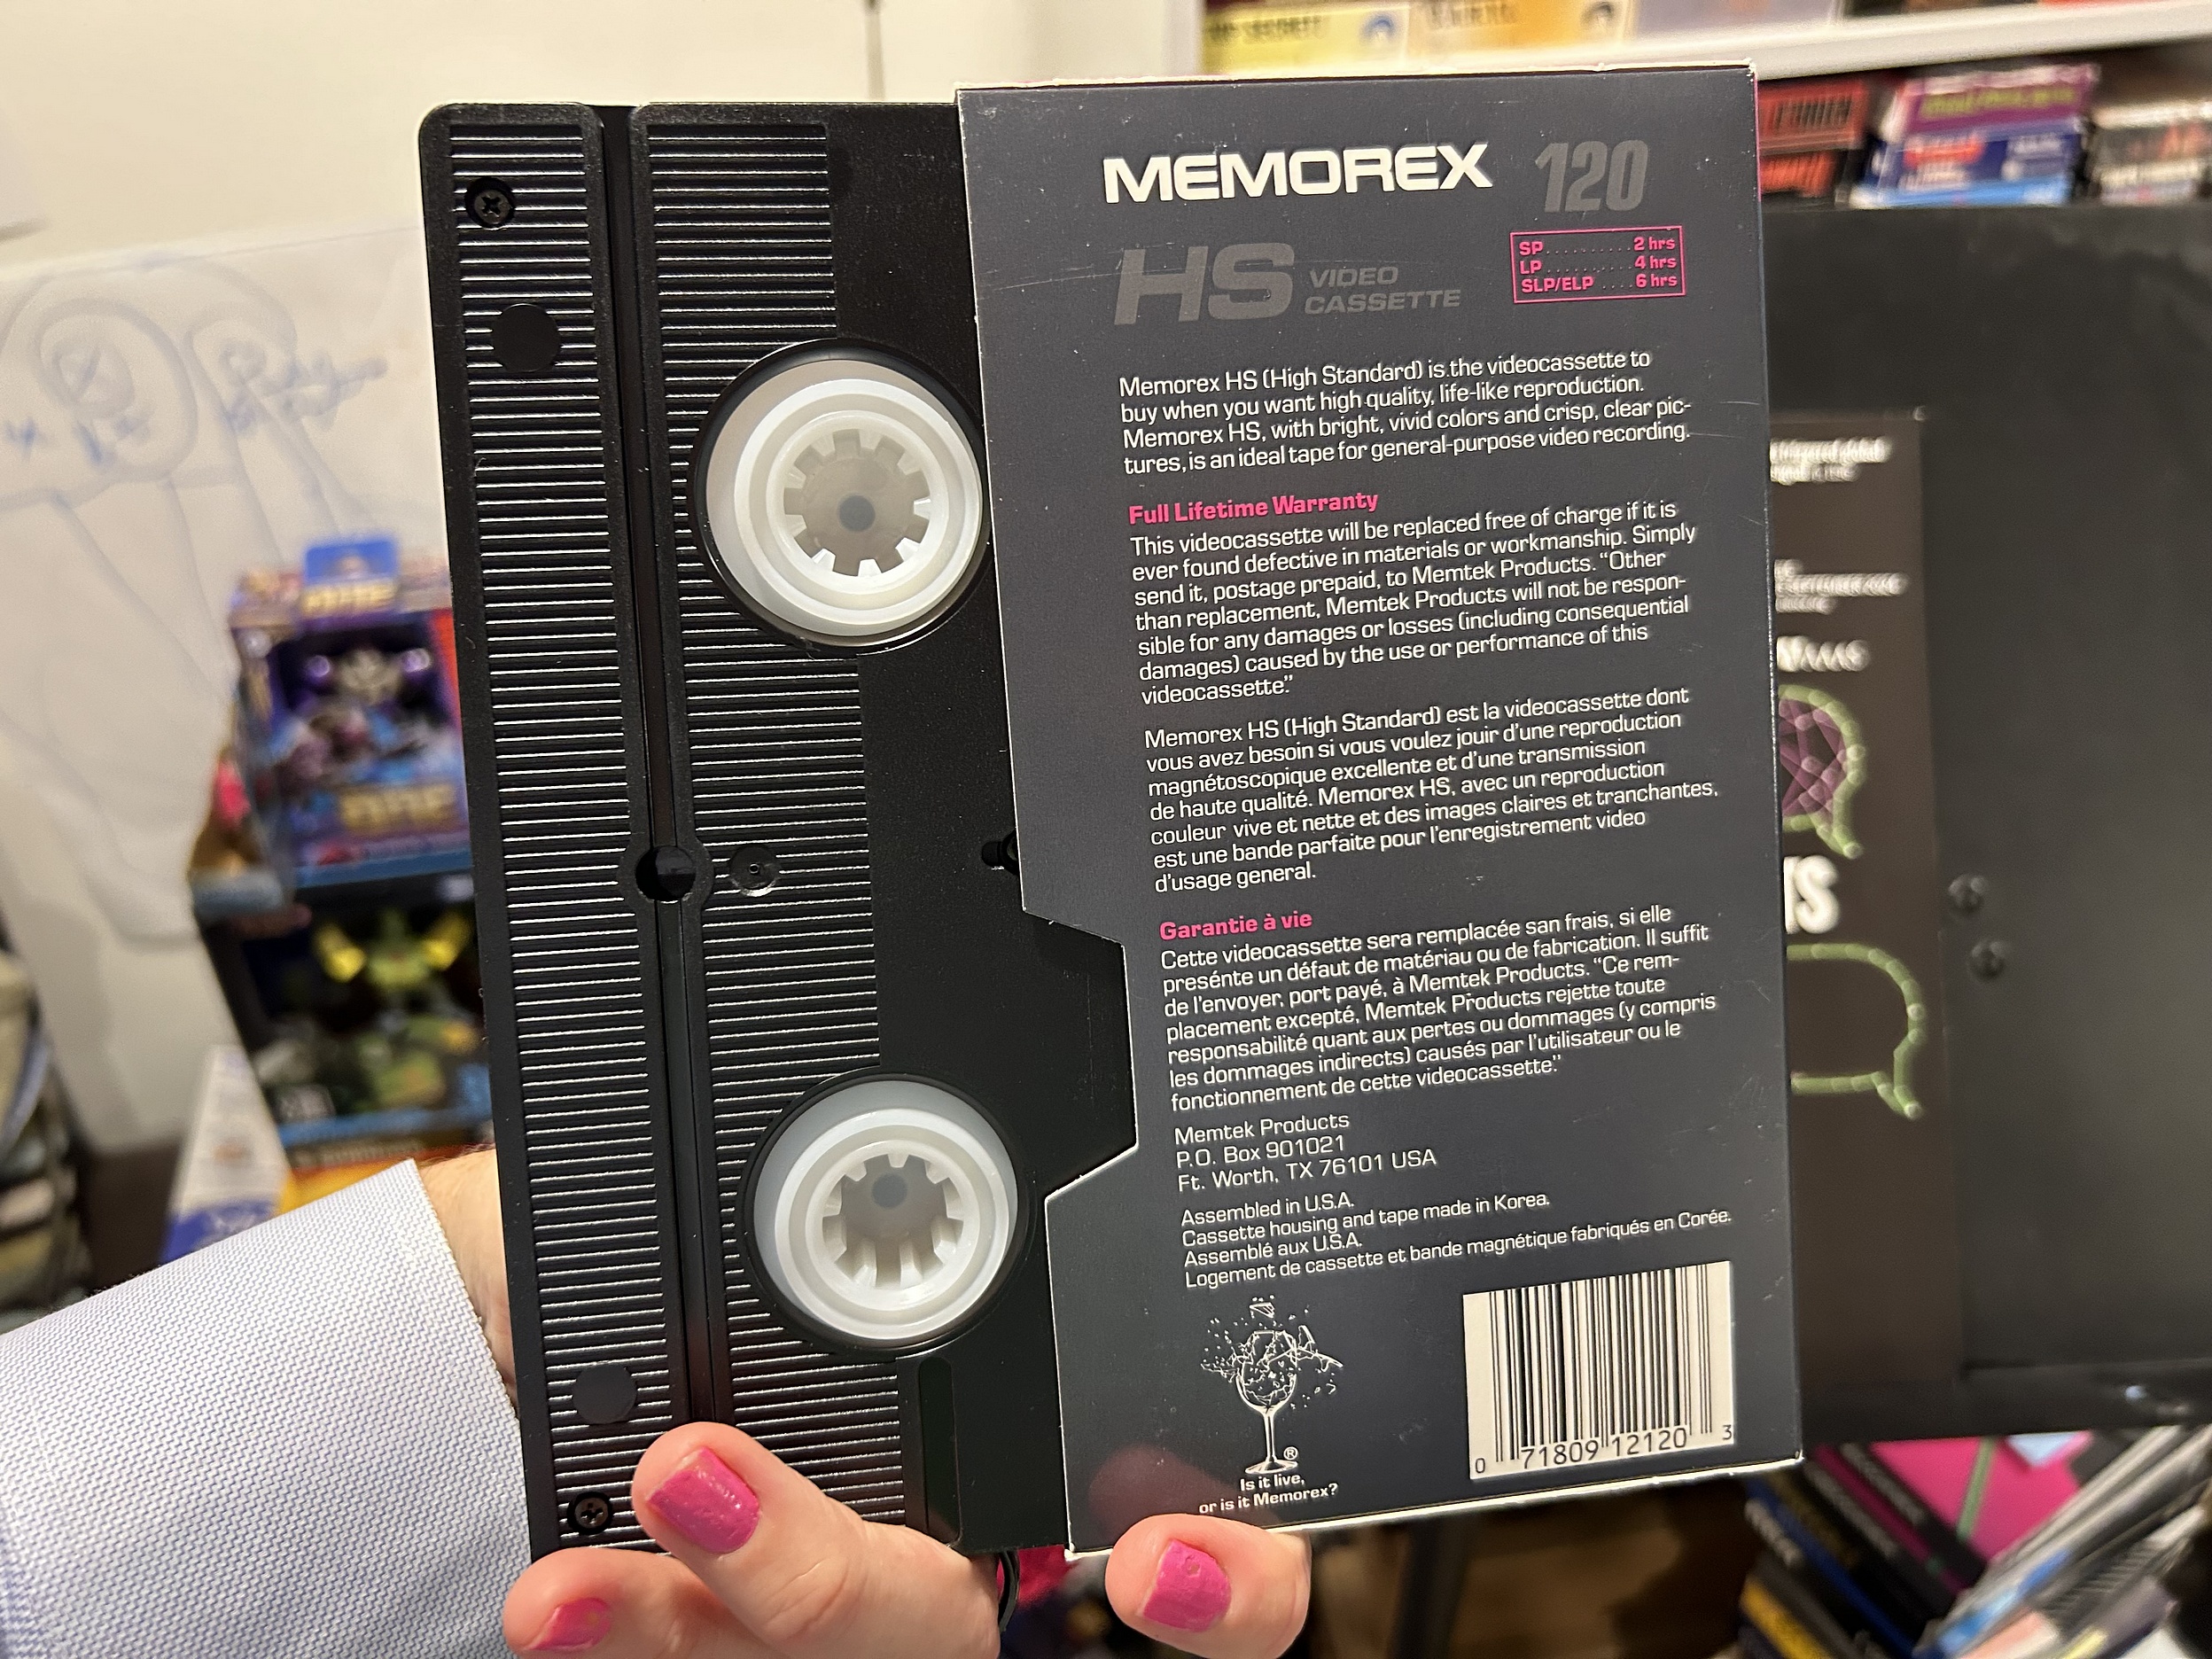 MEMOREX 120
HS VIDEO
CASSETTE
SP .......... 2 hrs
LP .......... 4 hrs
SLP/ELP .... 6 hrs
Memorex HS (High Standard) is the videocassette to
buy when you want high quality, life-like reproduction.
Memorex HS, with bright, vivid colors and crisp, clear pic-
tures, is an ideal tape for general-purpose video recording.
Full Lifetime Warranty
This videocassette will be replaced free of charge if it is
ever found defective in materials or workmanship. Simply
send it, postage prepaid, to Memtek Products. “Other
than replacement, Memtek Products will not be respon-
sible for any damages or losses (including consequential
damages) caused by the use or performance of this
videocassette.”
Memorex HS (High Standard) est la videocassette dont
vous avez besoin si vous voulez jouir d'une reproduction
magnétoscopique excellente et d'une transmission
de haute qualité. Memorex HS, avec un reproduction
couleur vive et nette et des images claires et tranchantes,
est une bande parfaite pour l'enregistrement video
d'usage general.
Garantie à vie
Cette videocassette sera remplacée san frais, si elle
presénte un défaut de matériau ou de fabrication. Il suffit
de l'envoyer, port payé, à Memtek Products. “Ce rem-
placement excepté, Memtek Products rejette toute
responsabilité quant aux pertes ou dommages (y compris
les dommages indirects) causés par l'utilisateur ou le
fonctionnement de cette videocassette.”
Memtek Products
P.O. Box 901021
Ft. Worth, TX 76101 USA
Assembled in U.S.A.
Cassette housing and tape made in Korea.
Assemblé aux U.S.A.
Logement de cassette et bande magnétique fabriqués en Corée.
®
Is it live,
or is it Memorex?
0 71809 12120 3